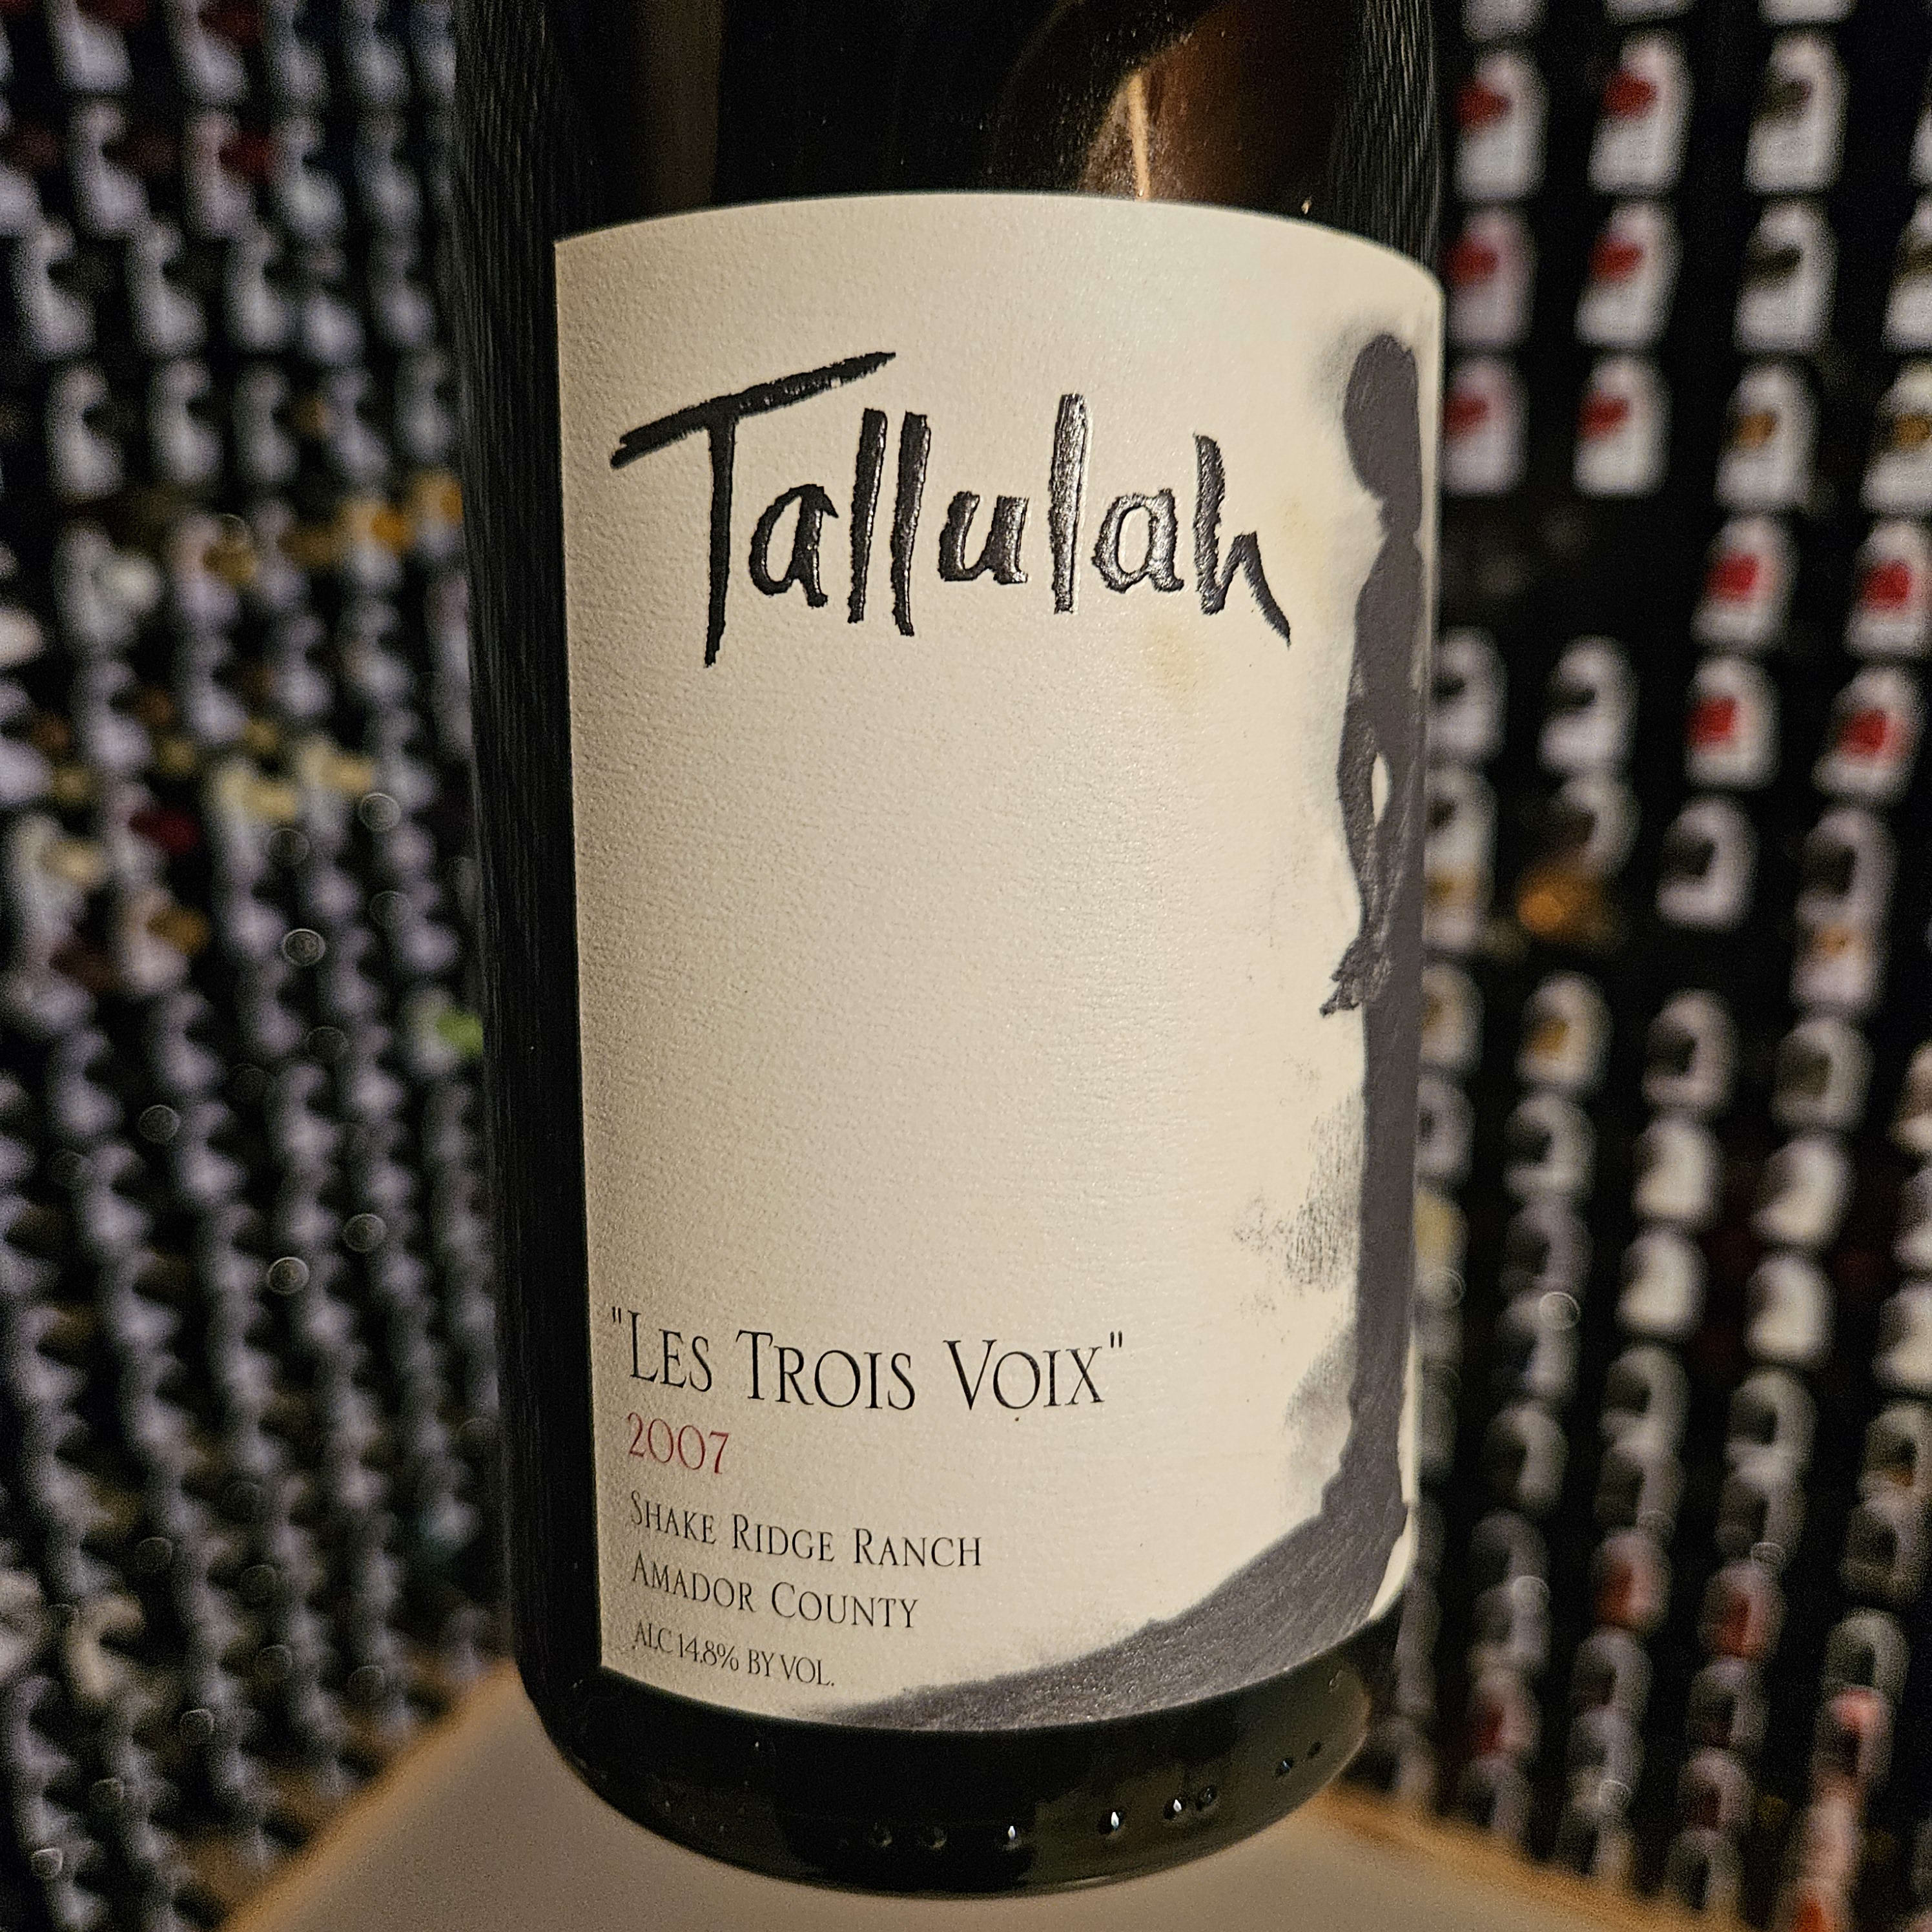 Tallulah
"LES TROIS VOIX"
2007
SHAKE RIDGE RANCH
AMADOR COUNTY
ALC 14.8% BY VOL.